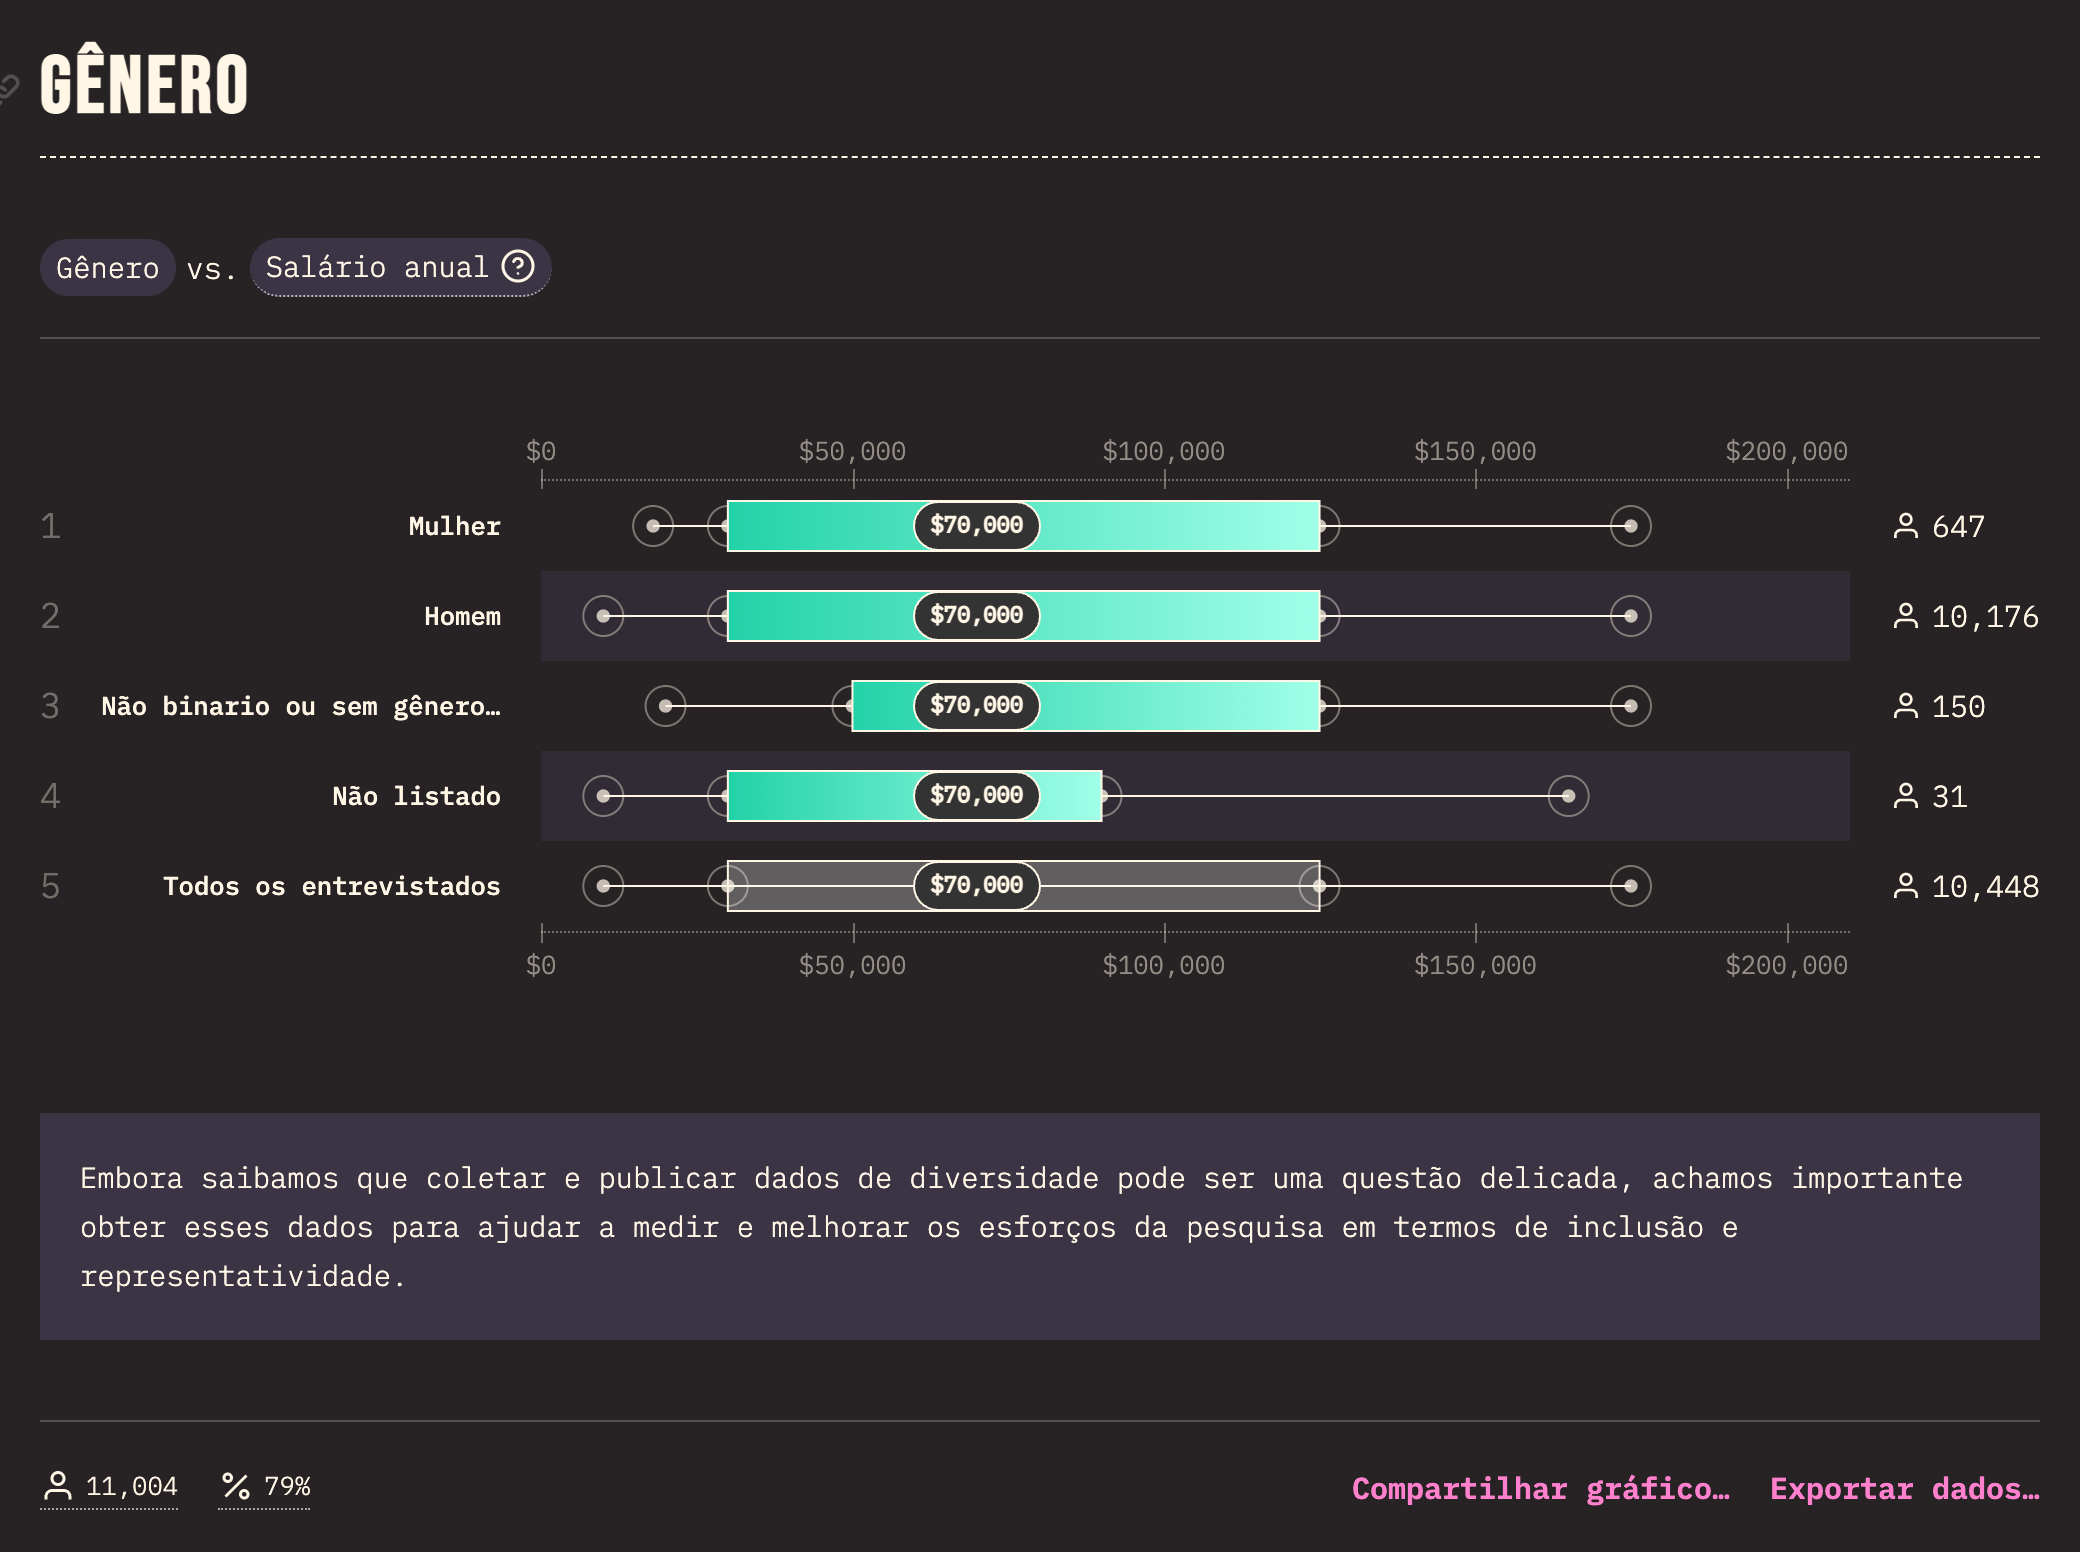 GÊNERO
Gênero vs. Salário anual ?
$0 $50,000 $100,000 $150,000 $200,000
1 Mulher $70,000 647
2 Homem $70,000 10,176
3 Não binario ou sem gênero… $70,000 150
4 Não listado $70,000 31
5 Todos os entrevistados $70,000 10,448
$0 $50,000 $100,000 $150,000 $200,000
Embora saibamos que coletar e publicar dados de diversidade pode ser uma questão delicada, achamos importante
obter esses dados para ajudar a medir e melhorar os esforços da pesquisa em termos de inclusão e
representatividade.
11,004 % 79% Compartilhar gráfico… Exportar dados…